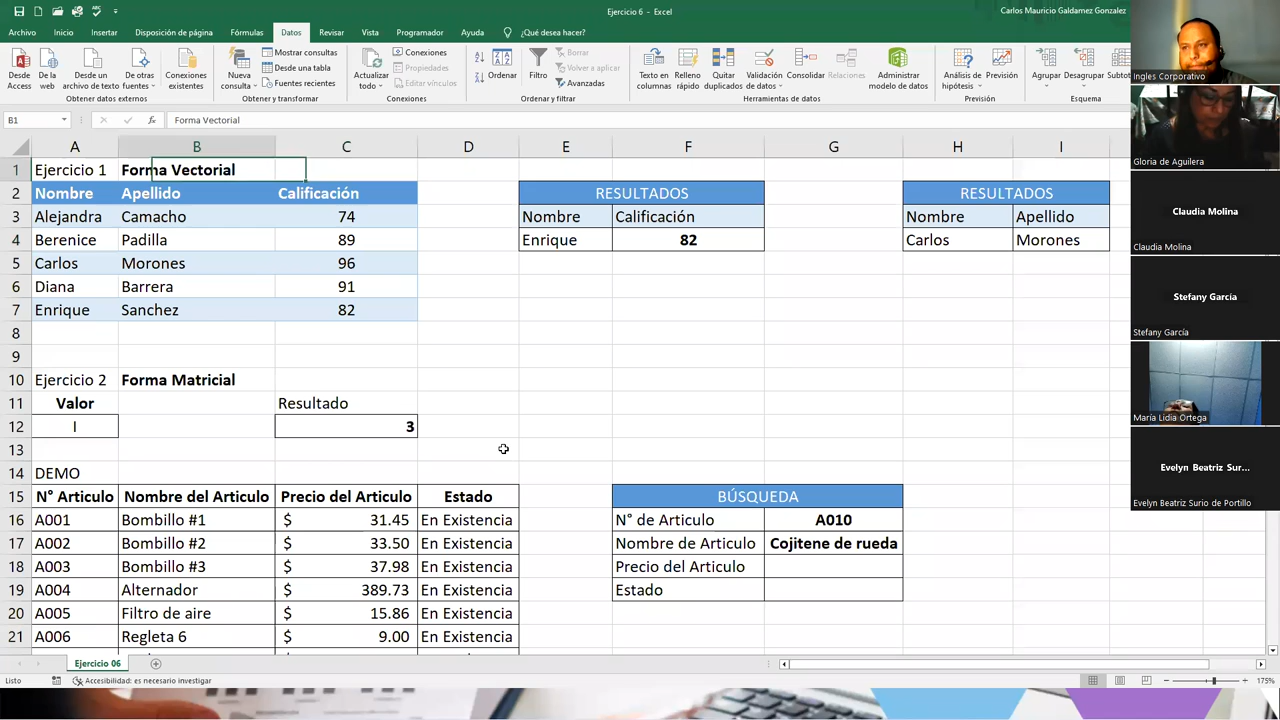 Ejercicio 6 - Excel
Carlos Mauricio Galdamez Gonzalez
Archivo Inicio Insertar Disposición de página Fórmulas Datos Revisar Vista Programador Ayuda ¿Qué desea hacer?
Desde Access
De la web
Desde un archivo de texto
De otras fuentes
Conexiones existentes
Obtener datos externos
Nueva consulta
Mostrar consultas
Desde una tabla
Fuentes recientes
Obtener y transformar
Actualizar todo
Conexiones
Propiedades
Editar vínculos
Conexiones
Ordenar
Filtro
Borrar
Volver a aplicar
Avanzadas
Ordenar y filtrar
Texto en columnas
Relleno rápido
Quitar duplicados
Validación de datos
Consolidar
Relaciones
Administrar modelo de datos
Herramientas de datos
Análisis de hipótesis
Previsión
Previsión
Agrupar
Desagrupar
Subtot
Esquema
B1 fx Forma Vectorial
A B C D E F G H I
1 Ejercicio 1 Forma Vectorial
2 Nombre Apellido Calificación RESULTADOS RESULTADOS
3 Alejandra Camacho 74 Nombre Calificación Nombre Apellido
4 Berenice Padilla 89 Enrique 82 Carlos Morones
5 Carlos Morones 96
6 Diana Barrera 91
7 Enrique Sanchez 82
8
9
10 Ejercicio 2 Forma Matricial
11 Valor Resultado
12 I 3
13
14 DEMO
15 N° Articulo Nombre del Articulo Precio del Articulo Estado BÚSQUEDA
16 A001 Bombillo #1 $ 31.45 En Existencia N° de Articulo A010
17 A002 Bombillo #2 $ 33.50 En Existencia Nombre de Articulo Cojitene de rueda
18 A003 Bombillo #3 $ 37.98 En Existencia Precio del Articulo
19 A004 Alternador $ 389.73 En Existencia Estado
20 A005 Filtro de aire $ 15.86 En Existencia
21 A006 Regleta 6 $ 9.00 En Existencia
Ejercicio 06
Listo Accesibilidad: es necesario investigar 175%
Ingles Corporativo
Gloria de Aguilera
Claudia Molina
Claudia Molina
Stefany García
Stefany García
María Lidia Ortega
Evelyn Beatriz Sur...
Evelyn Beatriz Surio de Portillo